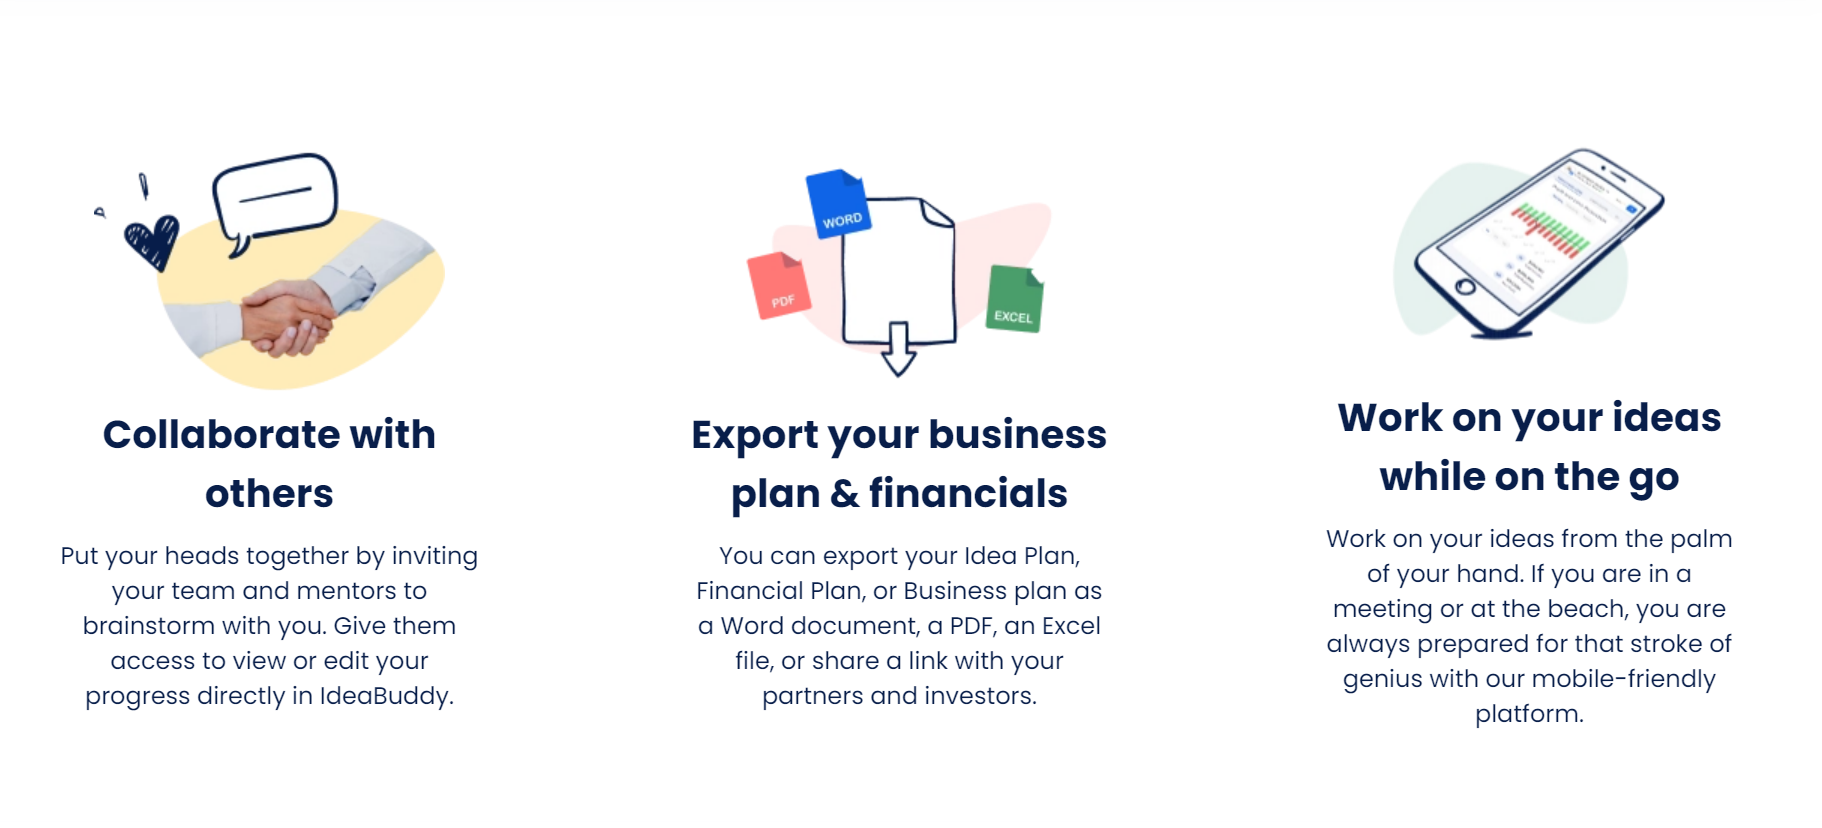 Collaborate with
others
Put your heads together by inviting
your team and mentors to
brainstorm with you. Give them
access to view or edit your
progress directly in IdeaBuddy.
WORD
PDF
EXCEL
Export your business
plan & financials
You can export your Idea Plan,
Financial Plan, or Business plan as
a Word document, a PDF, an Excel
file, or share a link with your
partners and investors.
Work on your ideas
while on the go
Work on your ideas from the palm
of your hand. If you are in a
meeting or at the beach, you are
always prepared for that stroke of
genius with our mobile-friendly
platform.